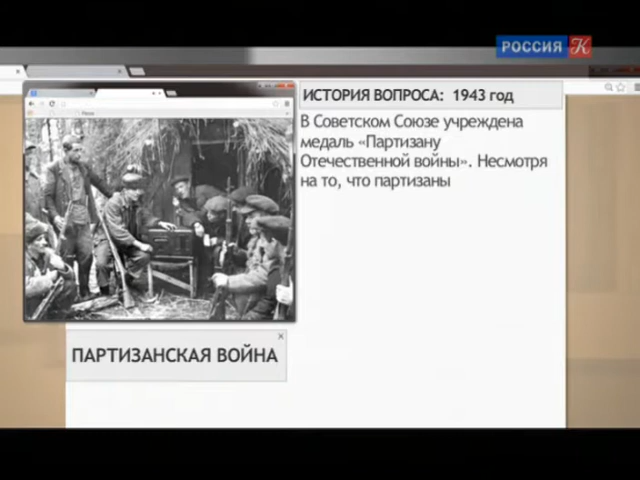 РОССИЯ К
ИСТОРИЯ ВОПРОСА: 1943 год
В Советском Союзе учреждена
медаль «Партизану
Отечественной войны». Несмотря
на то, что партизаны
ПАРТИЗАНСКАЯ ВОЙНА